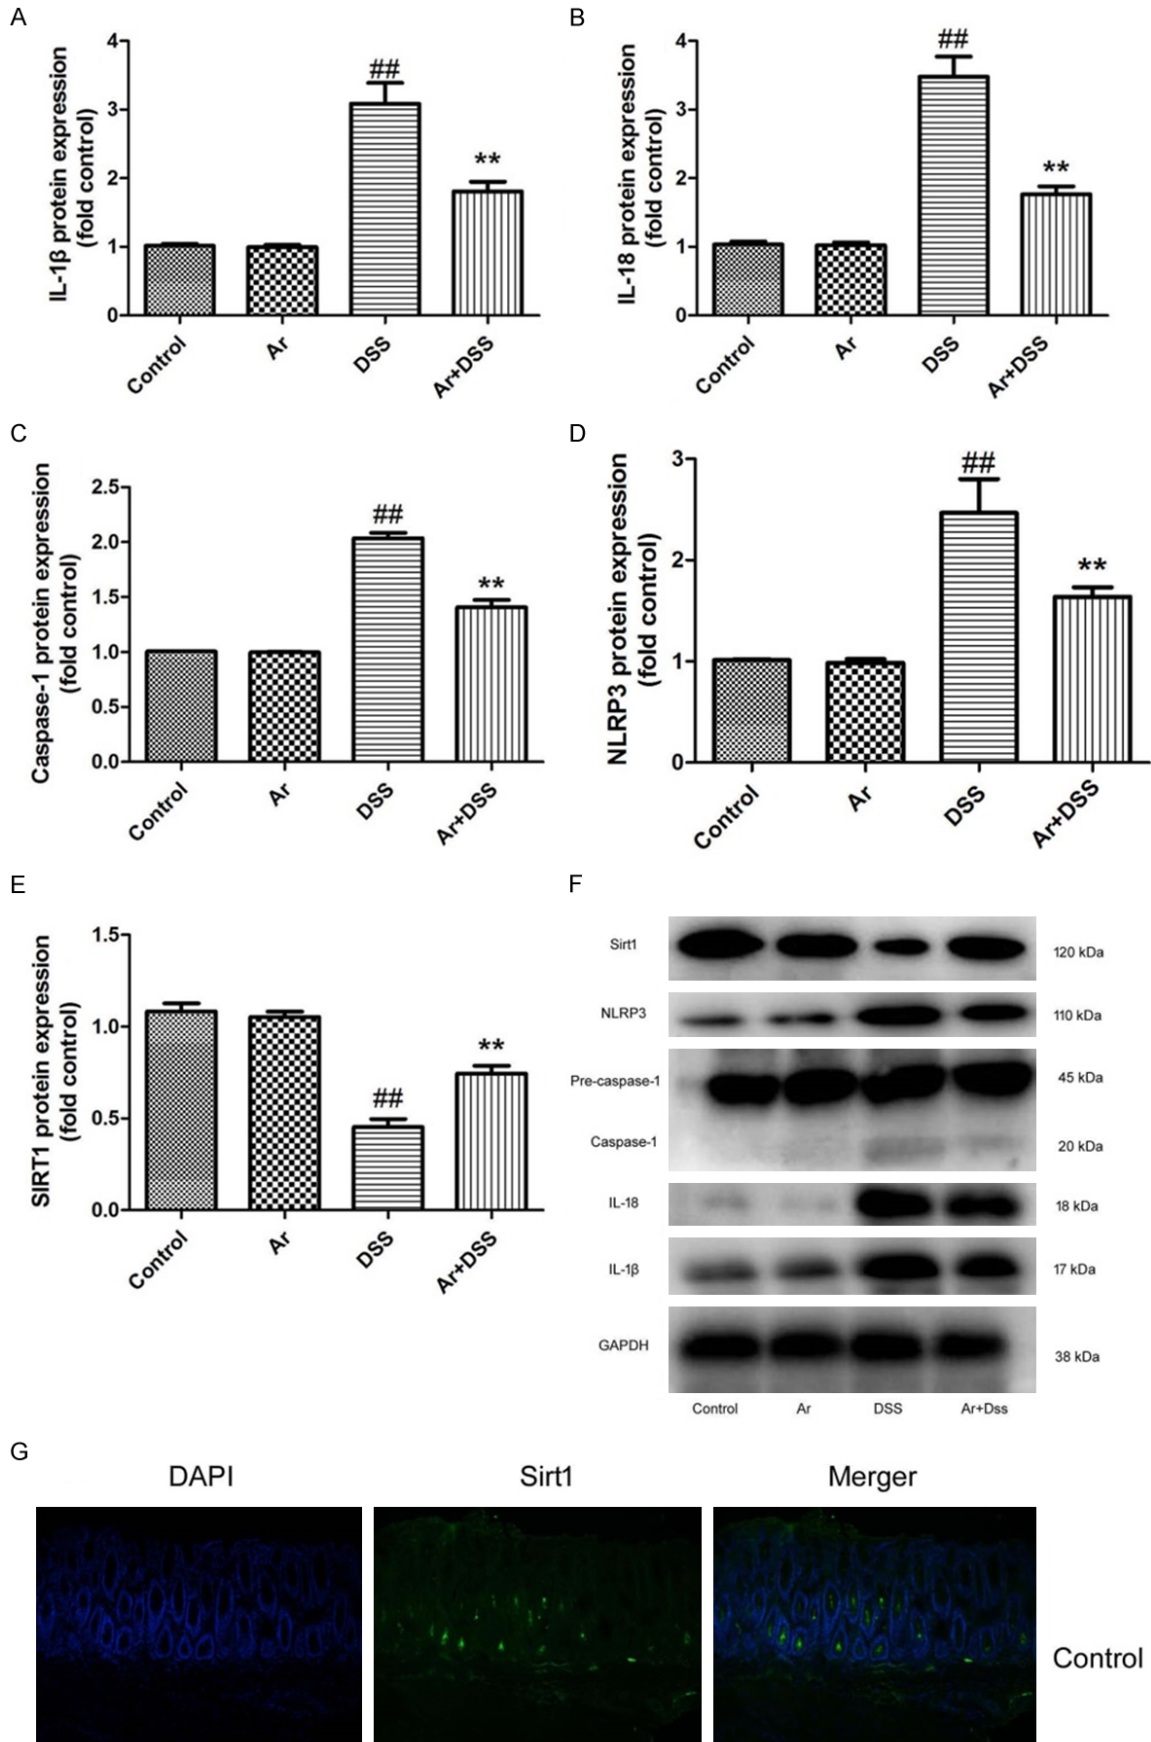 A
IL-1β protein expression
(fold control)
4
3
2
1
0
##
**
Control
Ar
DSS
Ar+DSS
B
IL-18 protein expression
(fold control)
4
3
2
1
0
##
**
Control
Ar
DSS
Ar+DSS
C
Caspase-1 protein expression
(fold control)
2.5
2.0
1.5
1.0
0.5
0.0
##
**
Control
Ar
DSS
Ar+DSS
D
NLRP3 protein expression
(fold control)
3
2
1
0
##
**
Control
Ar
DSS
Ar+DSS
E
SIRT1 protein expression
(fold control)
1.5
1.0
0.5
0.0
##
**
Control
Ar
DSS
Ar+DSS
F
Sirt1
120 kDa
NLRP3
110 kDa
Pre-caspase-1
45 kDa
Caspase-1
20 kDa
IL-18
18 kDa
IL-1β
17 kDa
GAPDH
38 kDa
Control
Ar
DSS
Ar+Dss
G
DAPI
Sirt1
Merger
Control